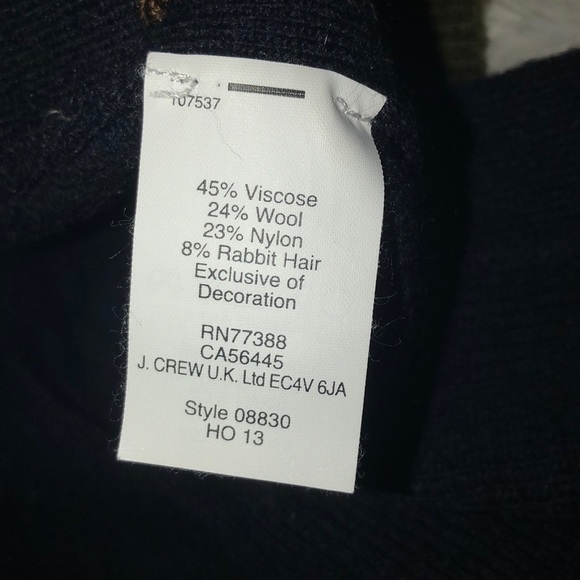 107537
45% Viscose
24% Wool
23% Nylon
8% Rabbit Hair
Exclusive of
Decoration
RN77388
CA56445
J. CREW U.K. Ltd EC4V 6JA
Style 08830
HO 13